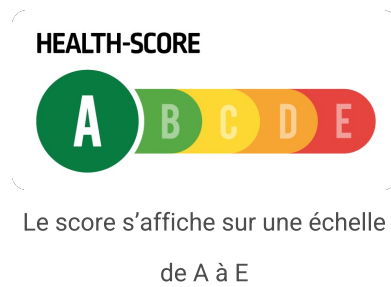 HEALTH-SCORE
A B C D E
Le score s’affiche sur une échelle
de A à E